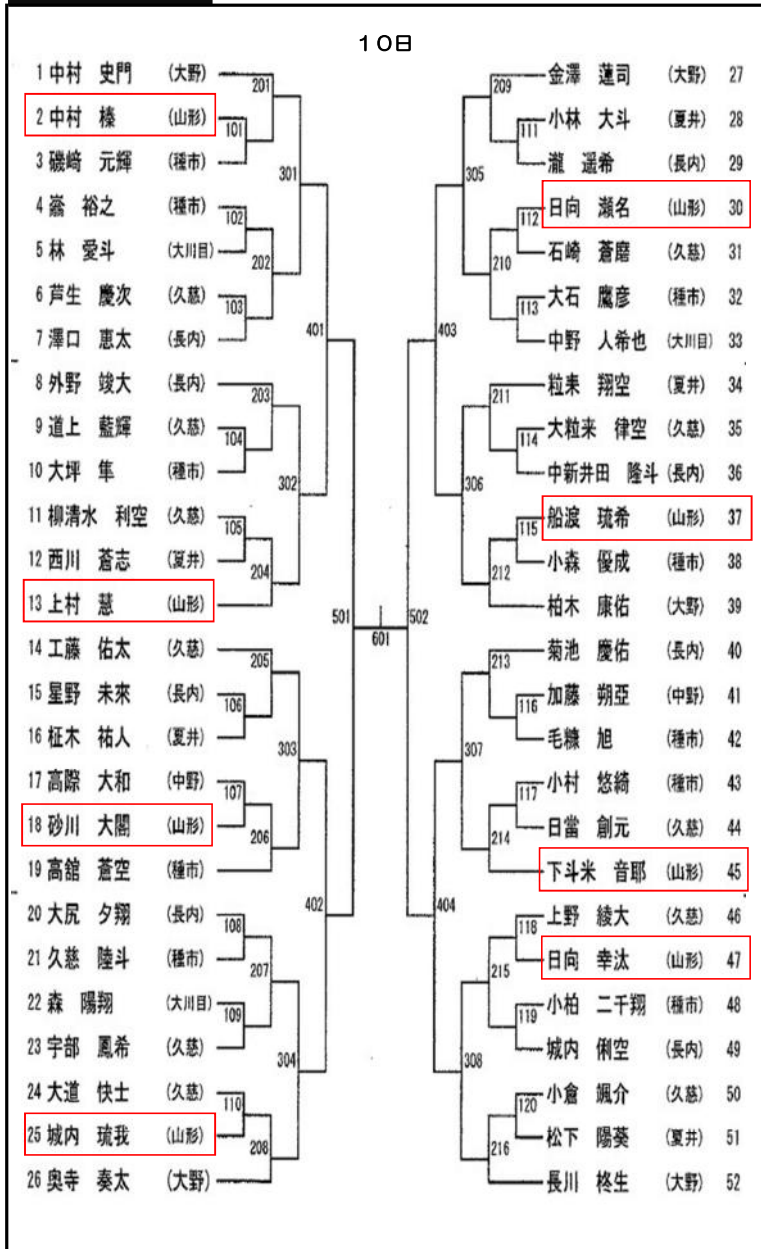 10日
1 中村 史門 (大野)
2 中村 榛 (山形)
3 磯﨑 元輝 (種市)
4 嵡 裕之 (種市)
5 林 愛斗 (大川目)
6 芦生 慶次 (久慈)
7 澤口 恵太 (長内)
8 外野 竣大 (長内)
9 道上 藍輝 (久慈)
10 大坪 隼 (種市)
11 柳清水 利空 (久慈)
12 西川 蒼志 (夏井)
13 上村 慧 (山形)
14 工藤 佑太 (久慈)
15 星野 未來 (長内)
16 柾木 祐人 (夏井)
17 高際 大和 (中野)
18 砂川 大閣 (山形)
19 高舘 蒼空 (種市)
20 大尻 夕翔 (長内)
21 久慈 陸斗 (種市)
22 森 陽翔 (大川目)
23 宇部 鳳希 (久慈)
24 大道 快士 (久慈)
25 城内 琉我 (山形)
26 奥寺 奏太 (大野)
201
101
301
102
202
103
401
203
104
302
105
204
501
205
106
303
107
206
402
108
207
109
304
110
208
601
209
111
305
112
210
113
403
211
114
306
115
212
502
213
116
307
117
214
404
118
215
119
308
120
216
金澤 蓮司 (大野) 27
小林 大斗 (夏井) 28
瀧 遥希 (長内) 29
日向 瀬名 (山形) 30
石崎 蒼磨 (久慈) 31
大石 鷹彦 (種市) 32
中野 人希也 (大川目) 33
粒来 翔空 (夏井) 34
大粒来 律空 (久慈) 35
中新井田 隆斗 (長内) 36
船渡 琉希 (山形) 37
小森 優成 (種市) 38
柏木 康佑 (大野) 39
菊池 慶佑 (長内) 40
加藤 朔亞 (中野) 41
毛糠 旭 (種市) 42
小村 悠綺 (種市) 43
日當 創元 (久慈) 44
下斗米 音耶 (山形) 45
上野 綾大 (久慈) 46
日向 幸汰 (山形) 47
小柏 二千翔 (種市) 48
城内 俐空 (長内) 49
小倉 颯介 (久慈) 50
松下 陽葵 (夏井) 51
長川 柊生 (大野) 52